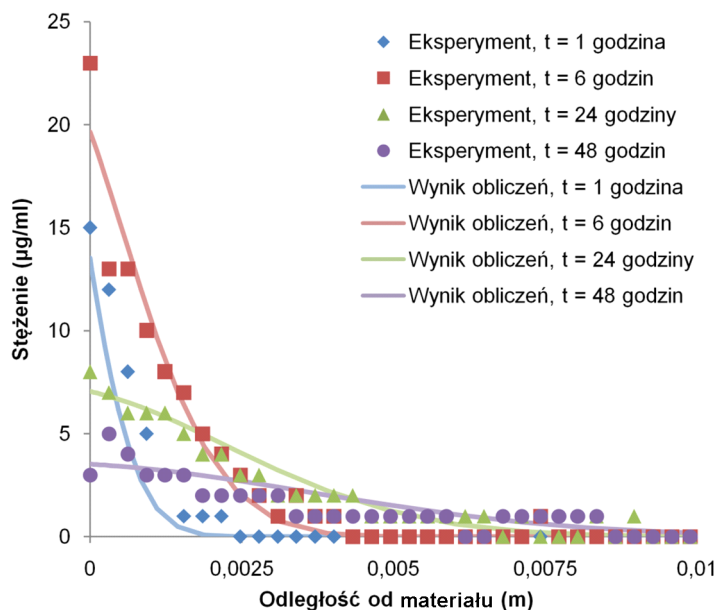 25
20
15
10
5
0
Stężenie (µg/ml)
Eksperyment, t = 1 godzina
Eksperyment, t = 6 godzin
Eksperyment, t = 24 godziny
Eksperyment, t = 48 godzin
Wynik obliczeń, t = 1 godzina
Wynik obliczeń, t = 6 godzin
Wynik obliczeń, t = 24 godziny
Wynik obliczeń, t = 48 godzin
0 0,0025 0,005 0,0075 0,01
Odległość od materiału (m)